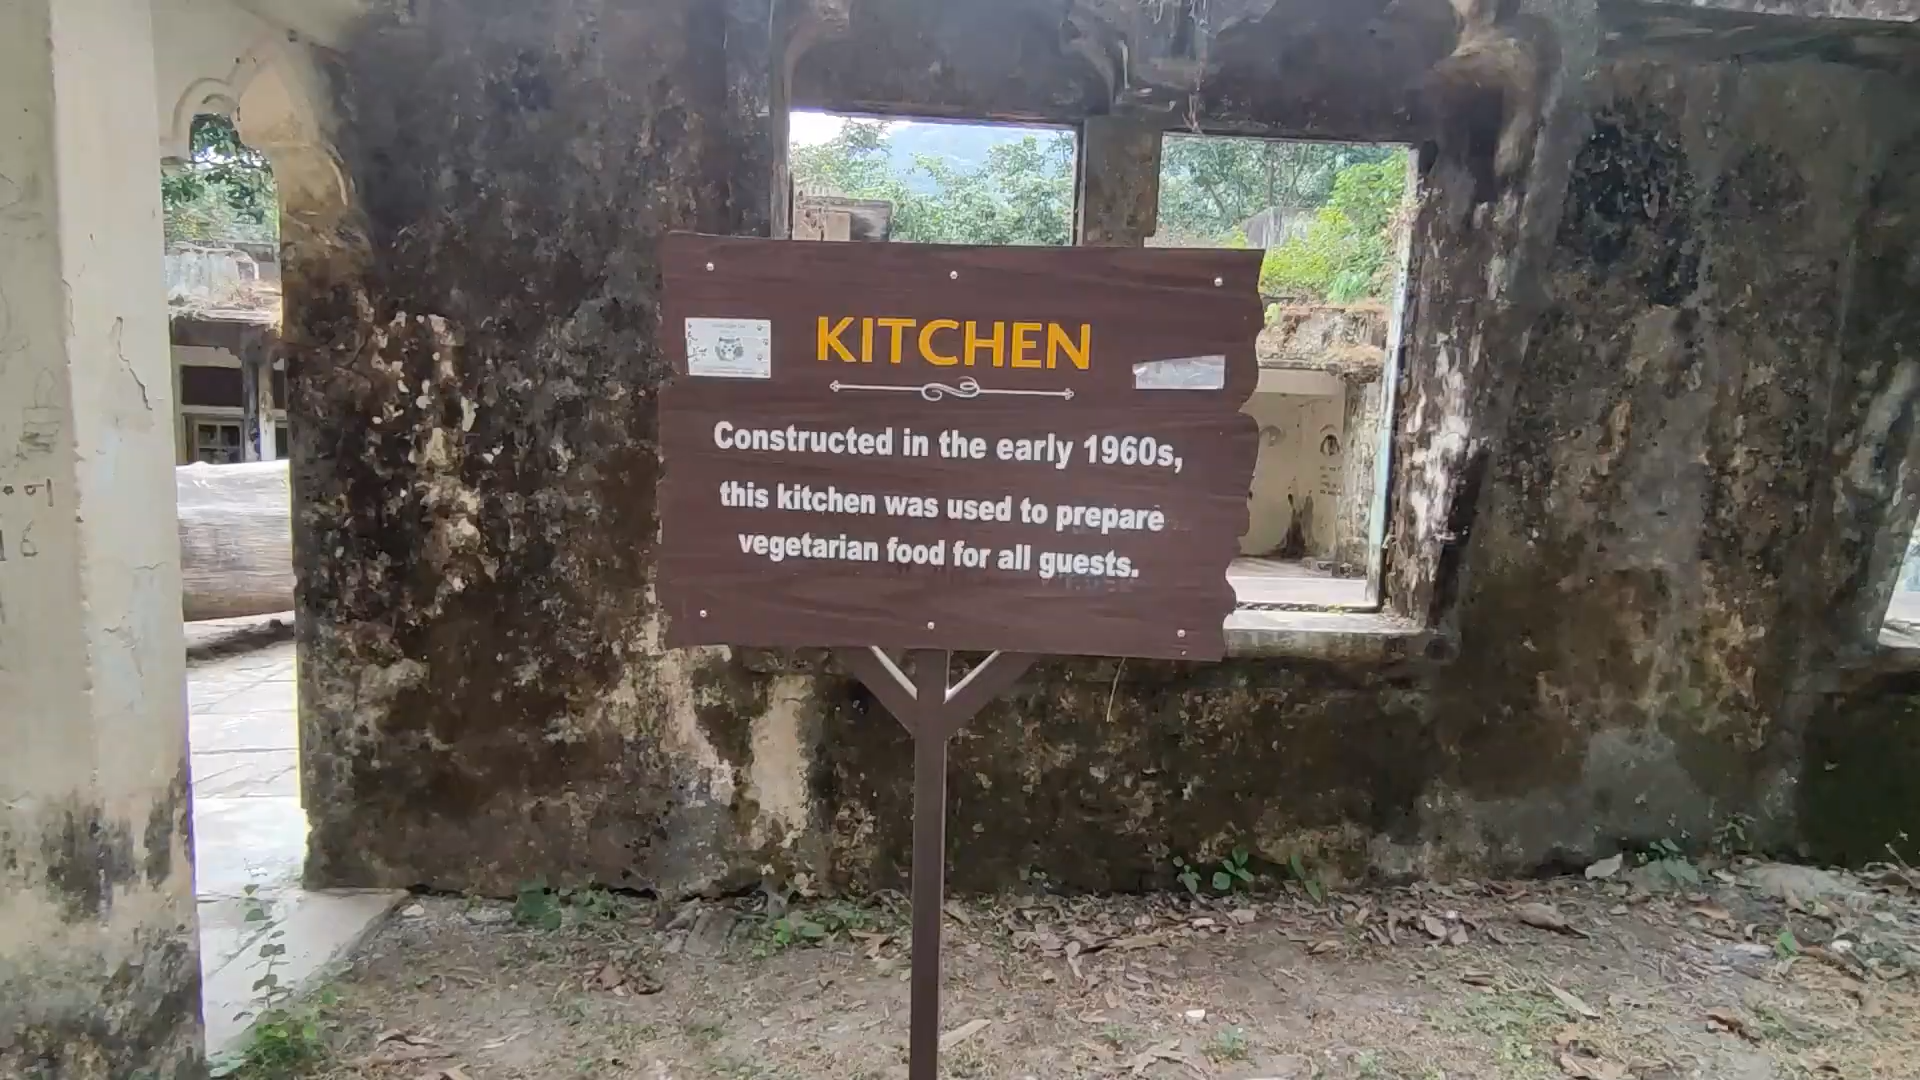 KITCHEN
Constructed in the early 1960s,
this kitchen was used to prepare
vegetarian food for all guests.